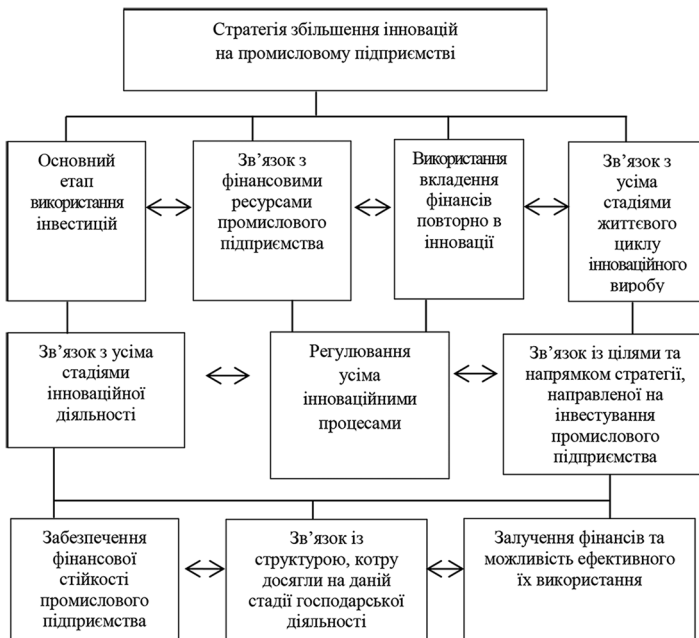 Стратегія збільшення інновацій
на промисловому підприємстві
Основний
етап
використання
інвестицій
Зв’язок з
фінансовими
ресурсами
промислового
підприємства
Використання
вкладення
фінансів
повторно в
інновації
Зв’язок з
усіма
стадіями
життєвого
циклу
інноваційного
виробу
Зв’язок з усіма
стадіями
інноваційної
діяльності
Регулювання
усіма
інноваційними
процесами
Зв’язок із цілями та
напрямком стратегії,
направленої на
інвестування
промислового
підприємства
Забезпечення
фінансової
стійкості
промислового
підприємства
Зв’язок із
структурою, котру
досягли на даній
стадії господарської
діяльності
Залучення фінансів та
можливість ефективного
їх використання